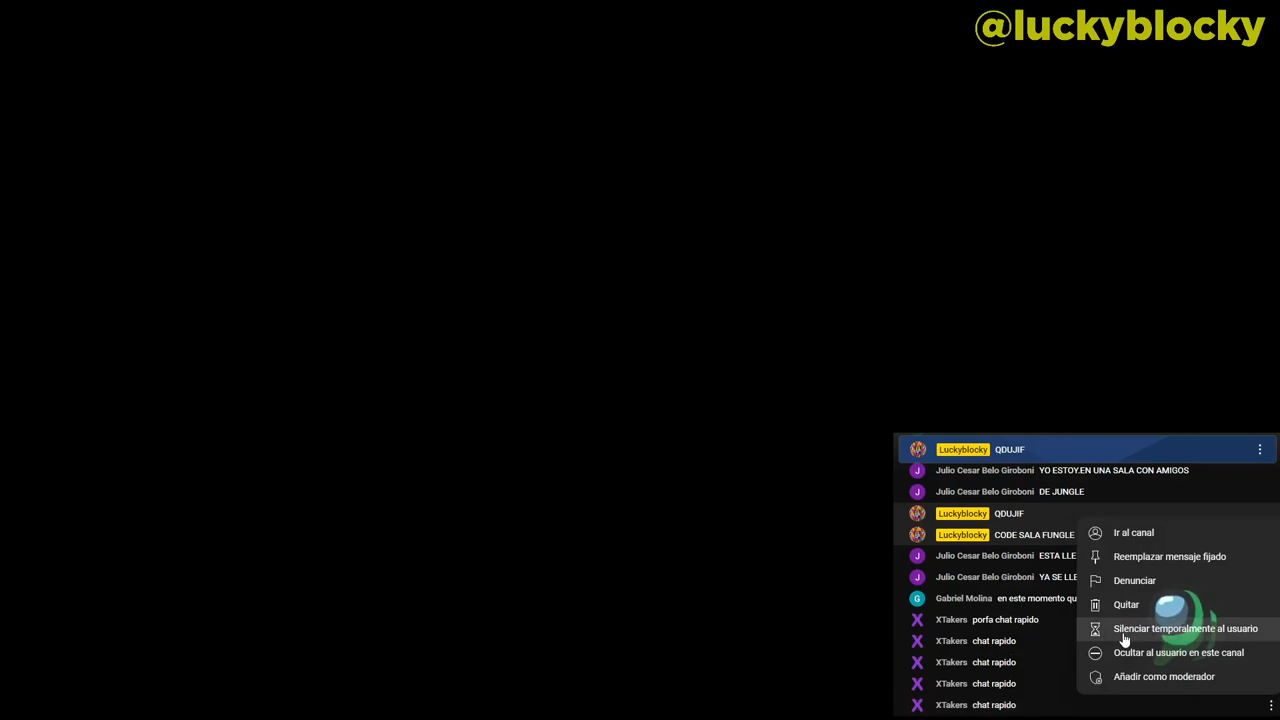 @luckyblocky
Luckyblocky QDUJIF
J Julio Cesar Belo Giroboni YO ESTOY.EN UNA SALA CON AMIGOS
J Julio Cesar Belo Giroboni DE JUNGLE
Luckyblocky QDUJIF
Luckyblocky CODE SALA FUNGLE
J Julio Cesar Belo Giroboni ESTA LLE
J Julio Cesar Belo Giroboni YA SE LLE
G Gabriel Molina en este momento qu
X XTakers porfa chat rapido
X XTakers chat rapido
X XTakers chat rapido
X XTakers chat rapido
X XTakers chat rapido
Ir al canal
Reemplazar mensaje fijado
Denunciar
Quitar
Silenciar temporalmente al usuario
Ocultar al usuario en este canal
Añadir como moderador